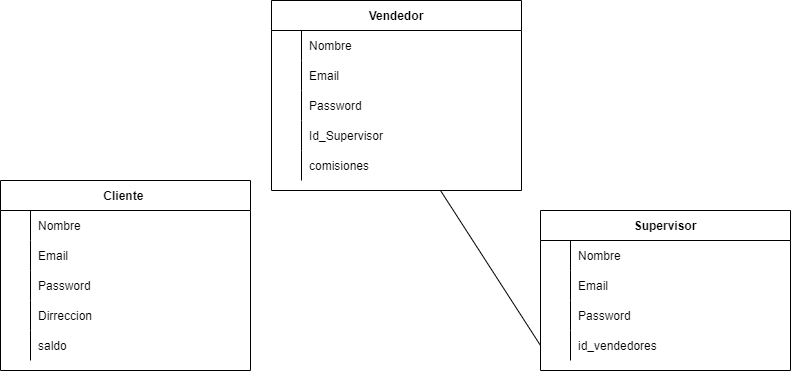 Vendedor
Nombre
Email
Password
Id_Supervisor
comisiones
Cliente
Nombre
Email
Password
Dirreccion
saldo
Supervisor
Nombre
Email
Password
id_vendedores